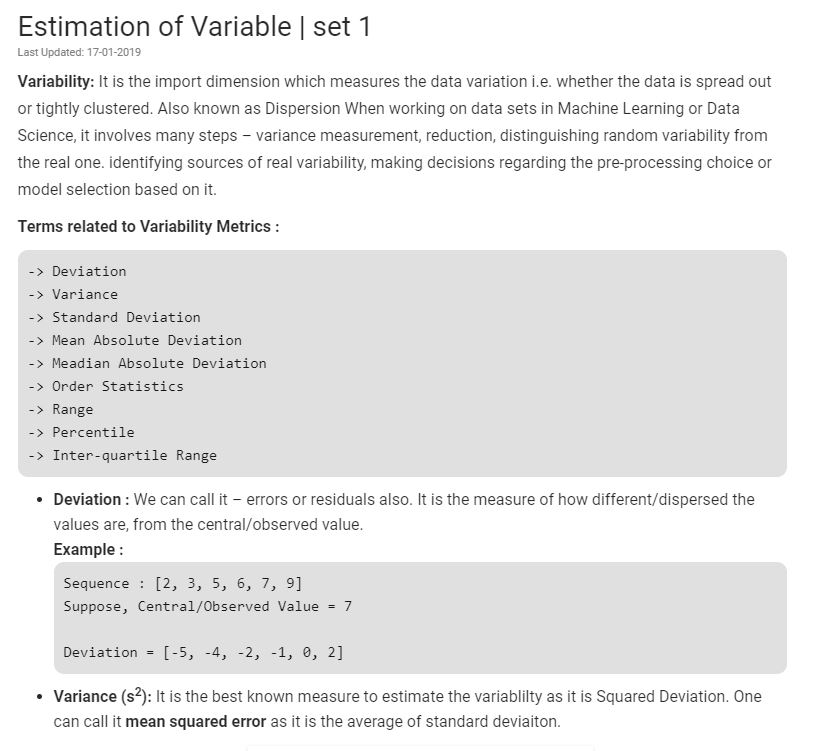 Estimation of Variable | set 1
Last Updated: 17-01-2019
Variability: It is the import dimension which measures the data variation i.e. whether the data is spread out
or tightly clustered. Also known as Dispersion When working on data sets in Machine Learning or Data
Science, it involves many steps – variance measurement, reduction, distinguishing random variability from
the real one. identifying sources of real variability, making decisions regarding the pre-processing choice or
model selection based on it.
Terms related to Variability Metrics :
-> Deviation
-> Variance
-> Standard Deviation
-> Mean Absolute Deviation
-> Meadian Absolute Deviation
-> Order Statistics
-> Range
-> Percentile
-> Inter-quartile Range
• Deviation : We can call it – errors or residuals also. It is the measure of how different/dispersed the
values are, from the central/observed value.
Example :
Sequence : [2, 3, 5, 6, 7, 9]
Suppose, Central/Observed Value = 7
Deviation = [-5, -4, -2, -1, 0, 2]
• Variance (s²): It is the best known measure to estimate the variablilty as it is Squared Deviation. One
can call it mean squared error as it is the average of standard deviaiton.